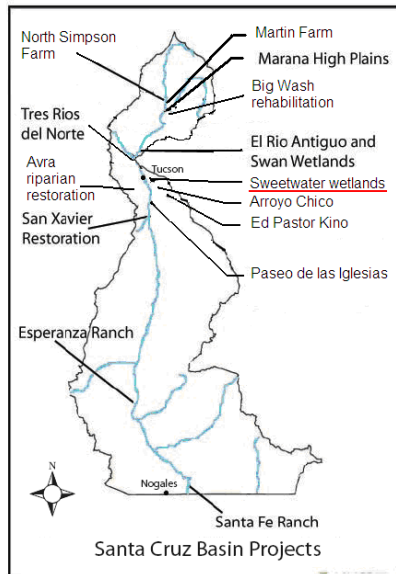 North Simpson
Farm
Martin Farm
Marana High Plains
Big Wash
rehabilitation
Tres Rios
del Norte
El Rio Antiguo and
Swan Wetlands
Avra
riparian
restoration
Tucson
Sweetwater wetlands
Arroyo Chico
Ed Pastor Kino
San Xavier
Restoration
Paseo de las Iglesias
Esperanza Ranch
N
Nogales
Santa Fe Ranch
Santa Cruz Basin Projects